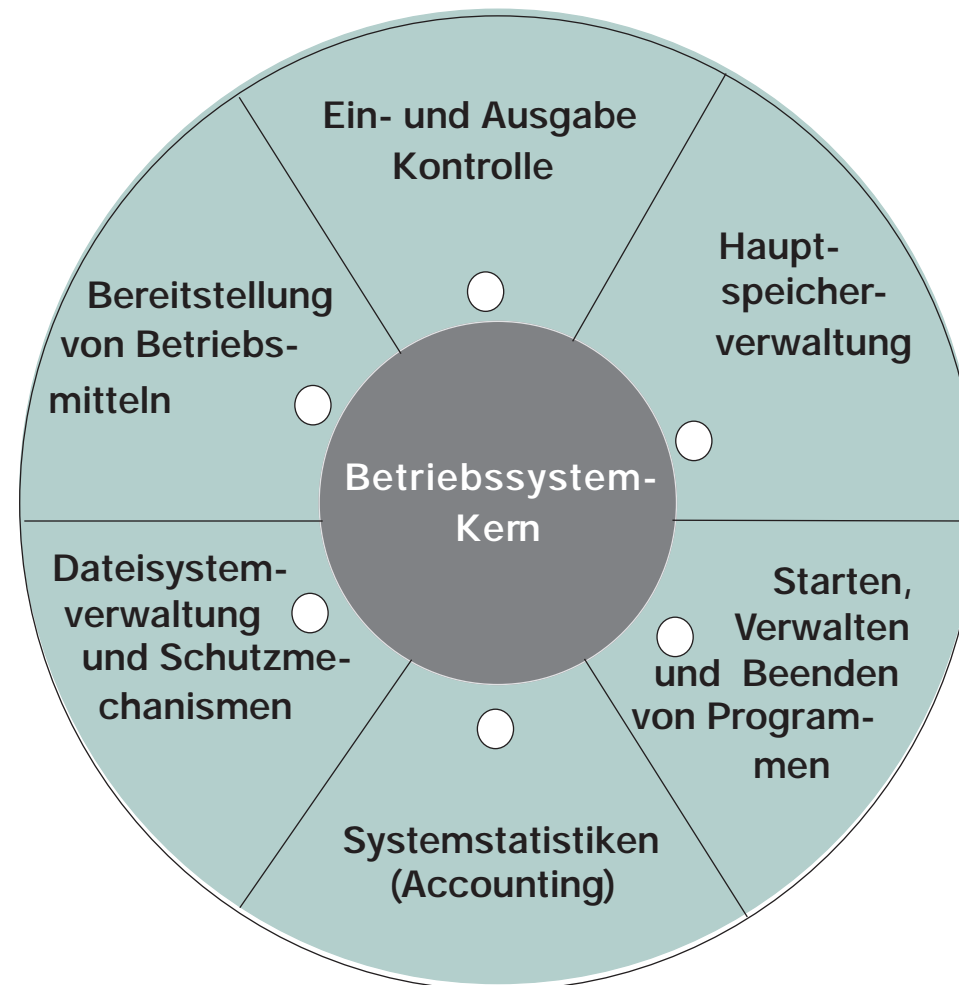 Ein- und Ausgabe
Kontrolle
Haupt-
speicher-
verwaltung
Bereitstellung
von Betriebs-
mitteln
Betriebssystem-
Kern
Dateisystem-
verwaltung
und Schutzme-
chanismen
Starten,
Verwalten
und Beenden
von Program-
men
Systemstatistiken
(Accounting)